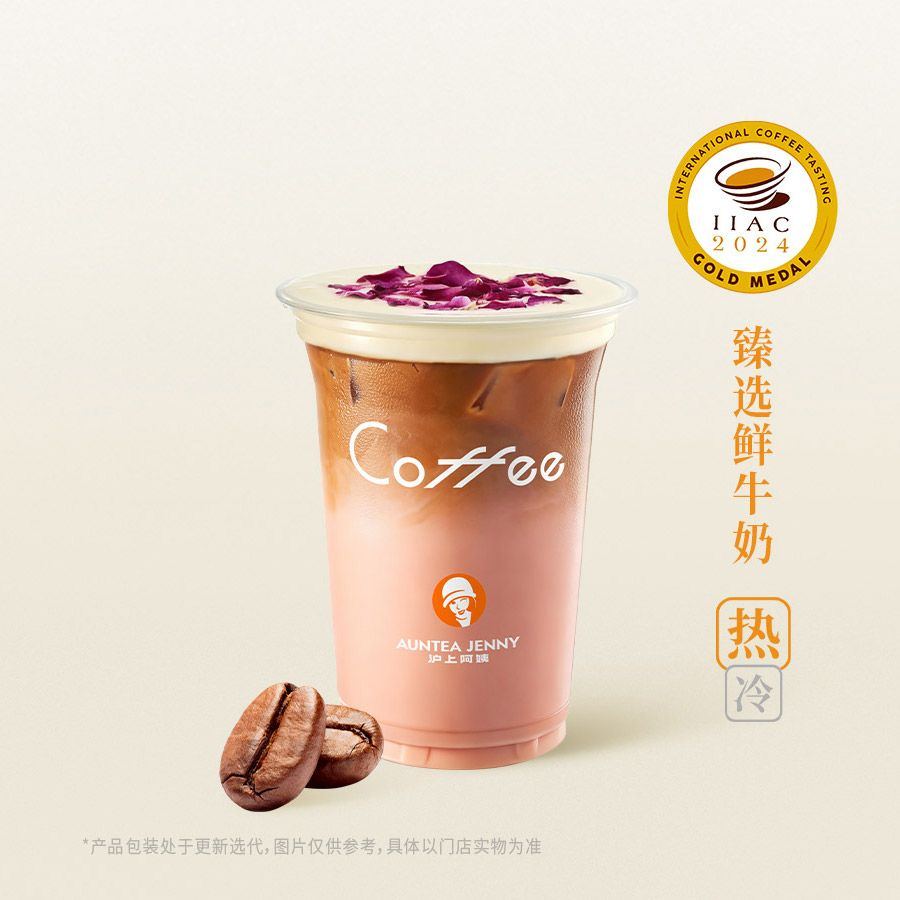 INTERNATIONAL COFFEE TASTING
IIAC
2024
GOLD MEDAL
臻选鲜牛奶
热
冷
Coffee
AUNTEA JENNY
沪上阿姨
*产品包装处于更新迭代，图片仅供参考，具体以门店实物为准